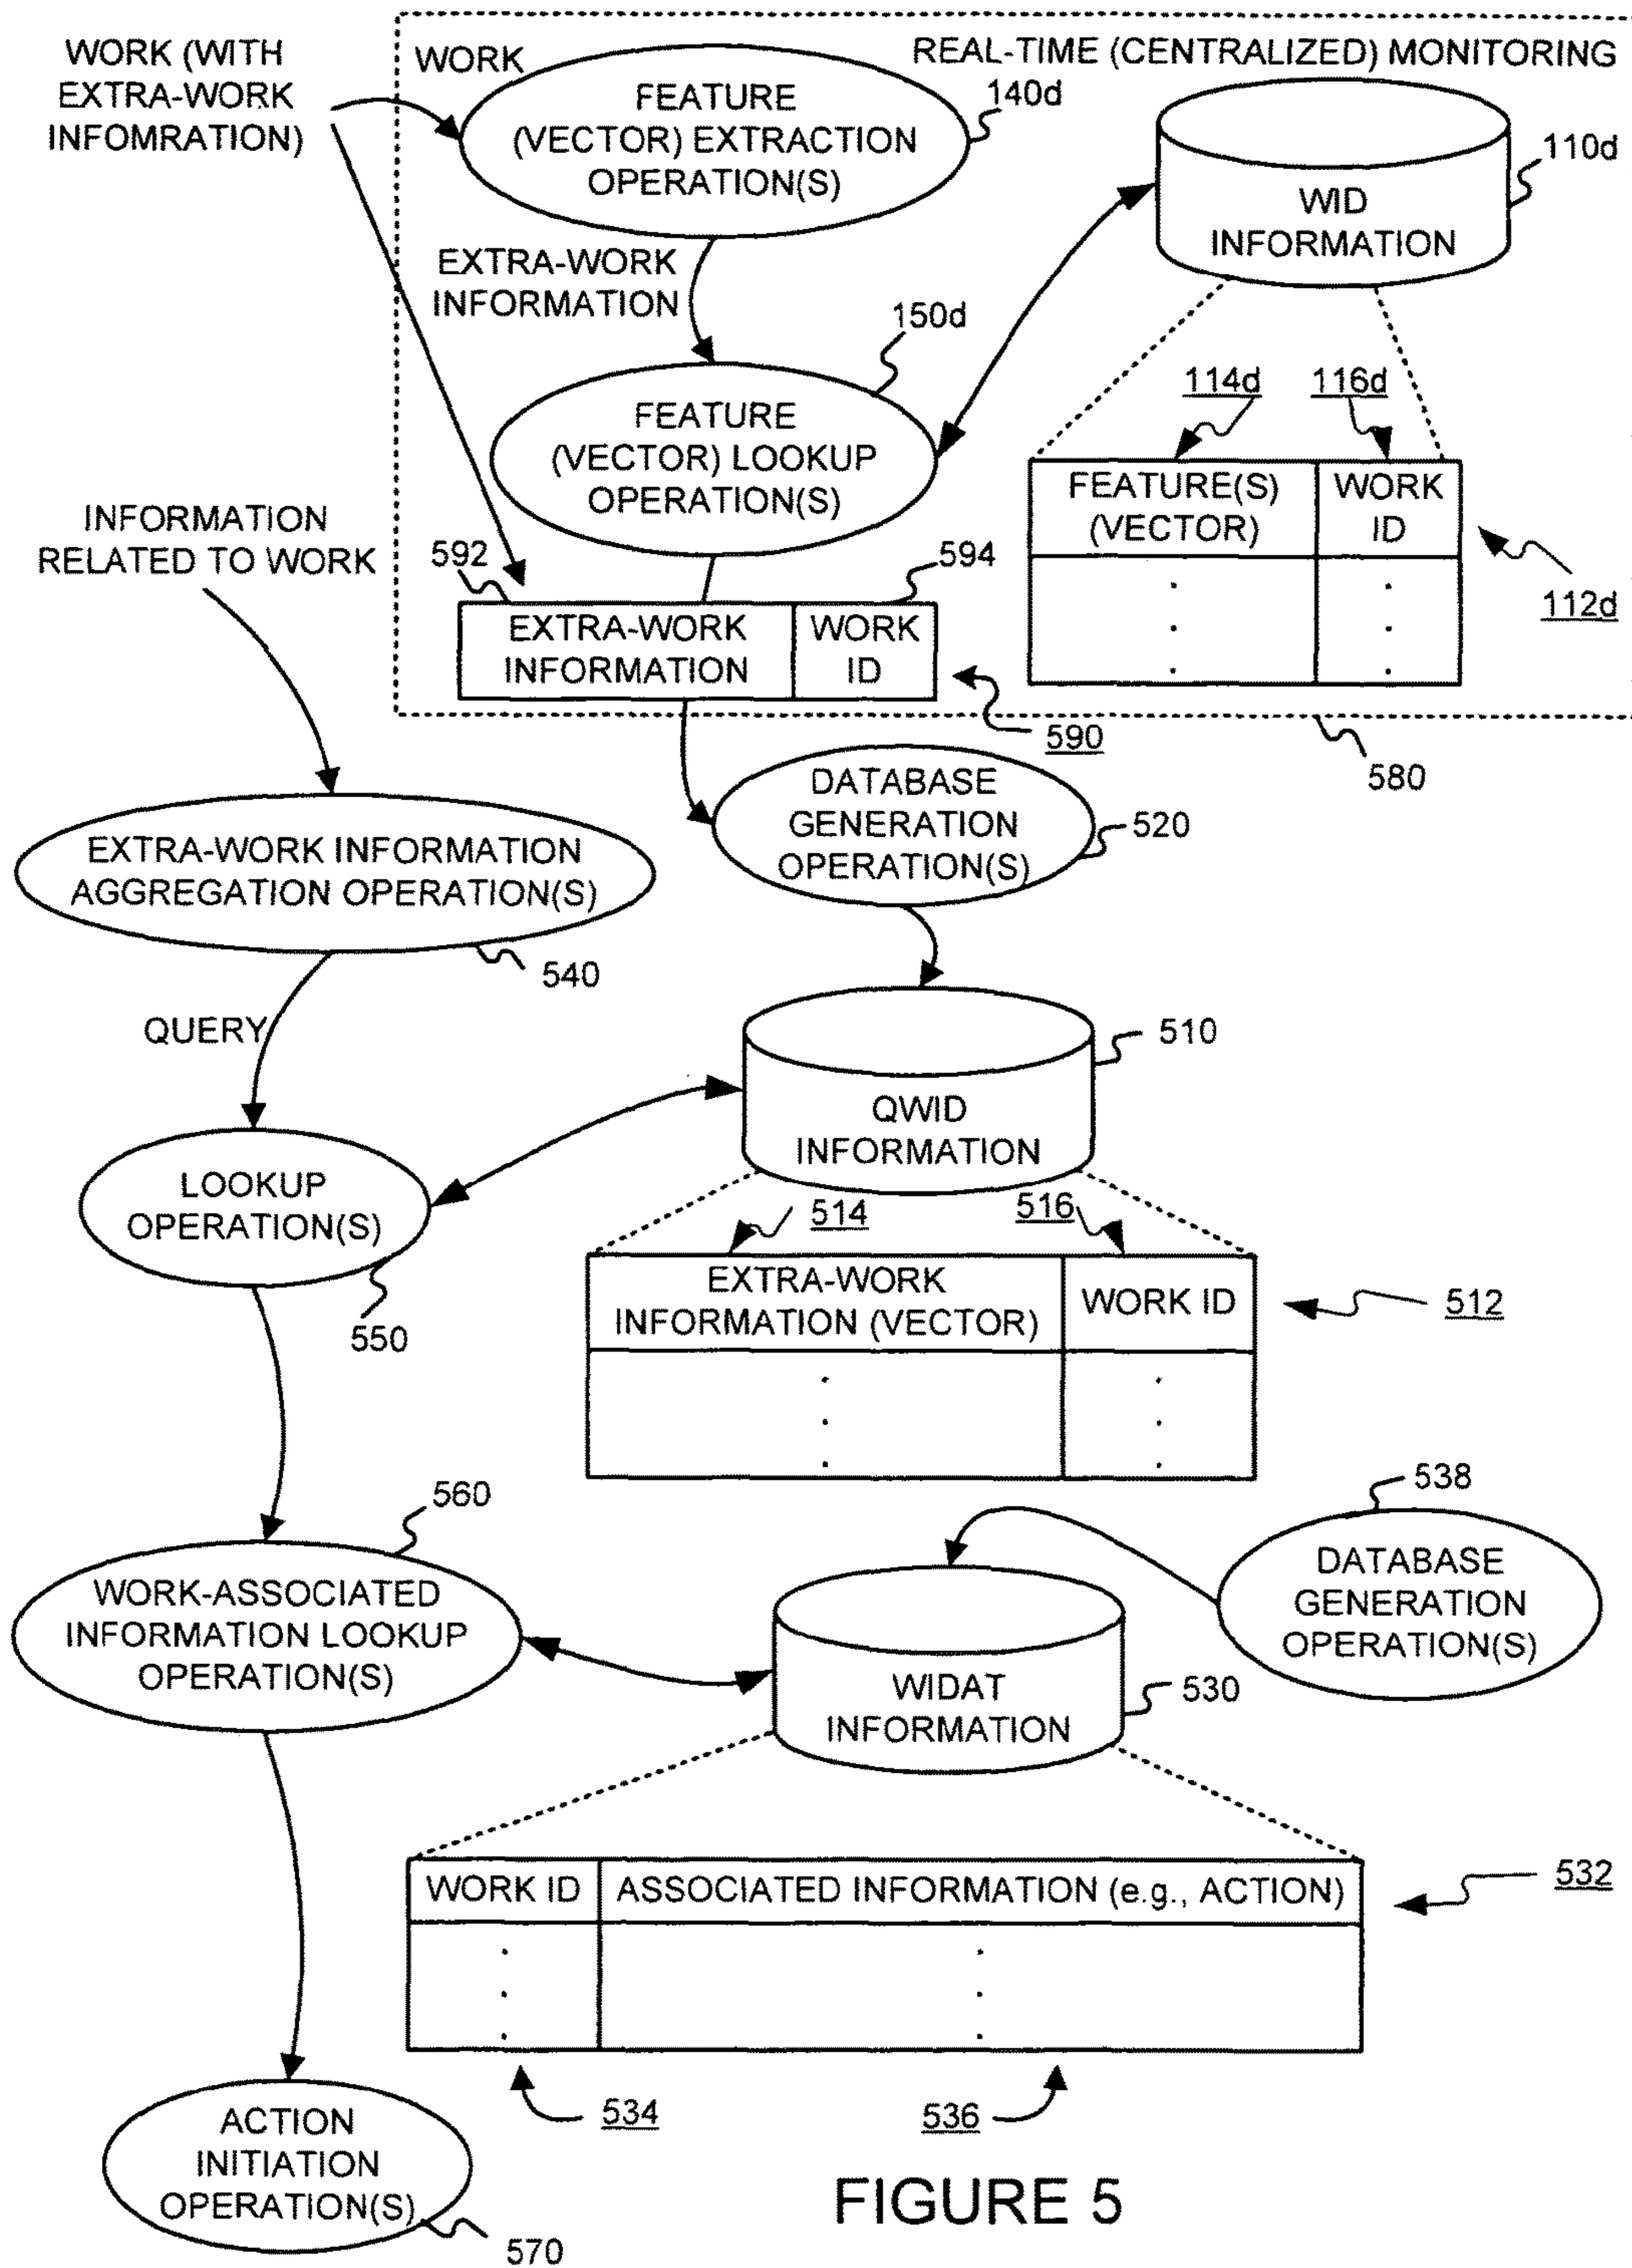 WORK (WITH
EXTRA-WORK
INFOMRATION)
WORK
REAL-TIME (CENTRALIZED) MONITORING
FEATURE
(VECTOR) EXTRACTION
OPERATION(S)
140d
WID
INFORMATION
110d
EXTRA-WORK
INFORMATION
150d
FEATURE
(VECTOR) LOOKUP
OPERATION(S)
114d
116d
FEATURE(S)
(VECTOR)
WORK
ID
112d
INFORMATION
RELATED TO WORK
592
594
EXTRA-WORK
INFORMATION
WORK
ID
590
580
DATABASE
GENERATION
OPERATION(S)
520
EXTRA-WORK INFORMATION
AGGREGATION OPERATION(S)
540
QUERY
510
QWID
INFORMATION
LOOKUP
OPERATION(S)
550
514
516
EXTRA-WORK
INFORMATION (VECTOR)
WORK ID
512
538
DATABASE
GENERATION
OPERATION(S)
560
WORK-ASSOCIATED
INFORMATION LOOKUP
OPERATION(S)
WIDAT
INFORMATION
530
WORK ID
ASSOCIATED INFORMATION (e.g., ACTION)
532
534
536
ACTION
INITIATION
OPERATION(S)
570
FIGURE 5